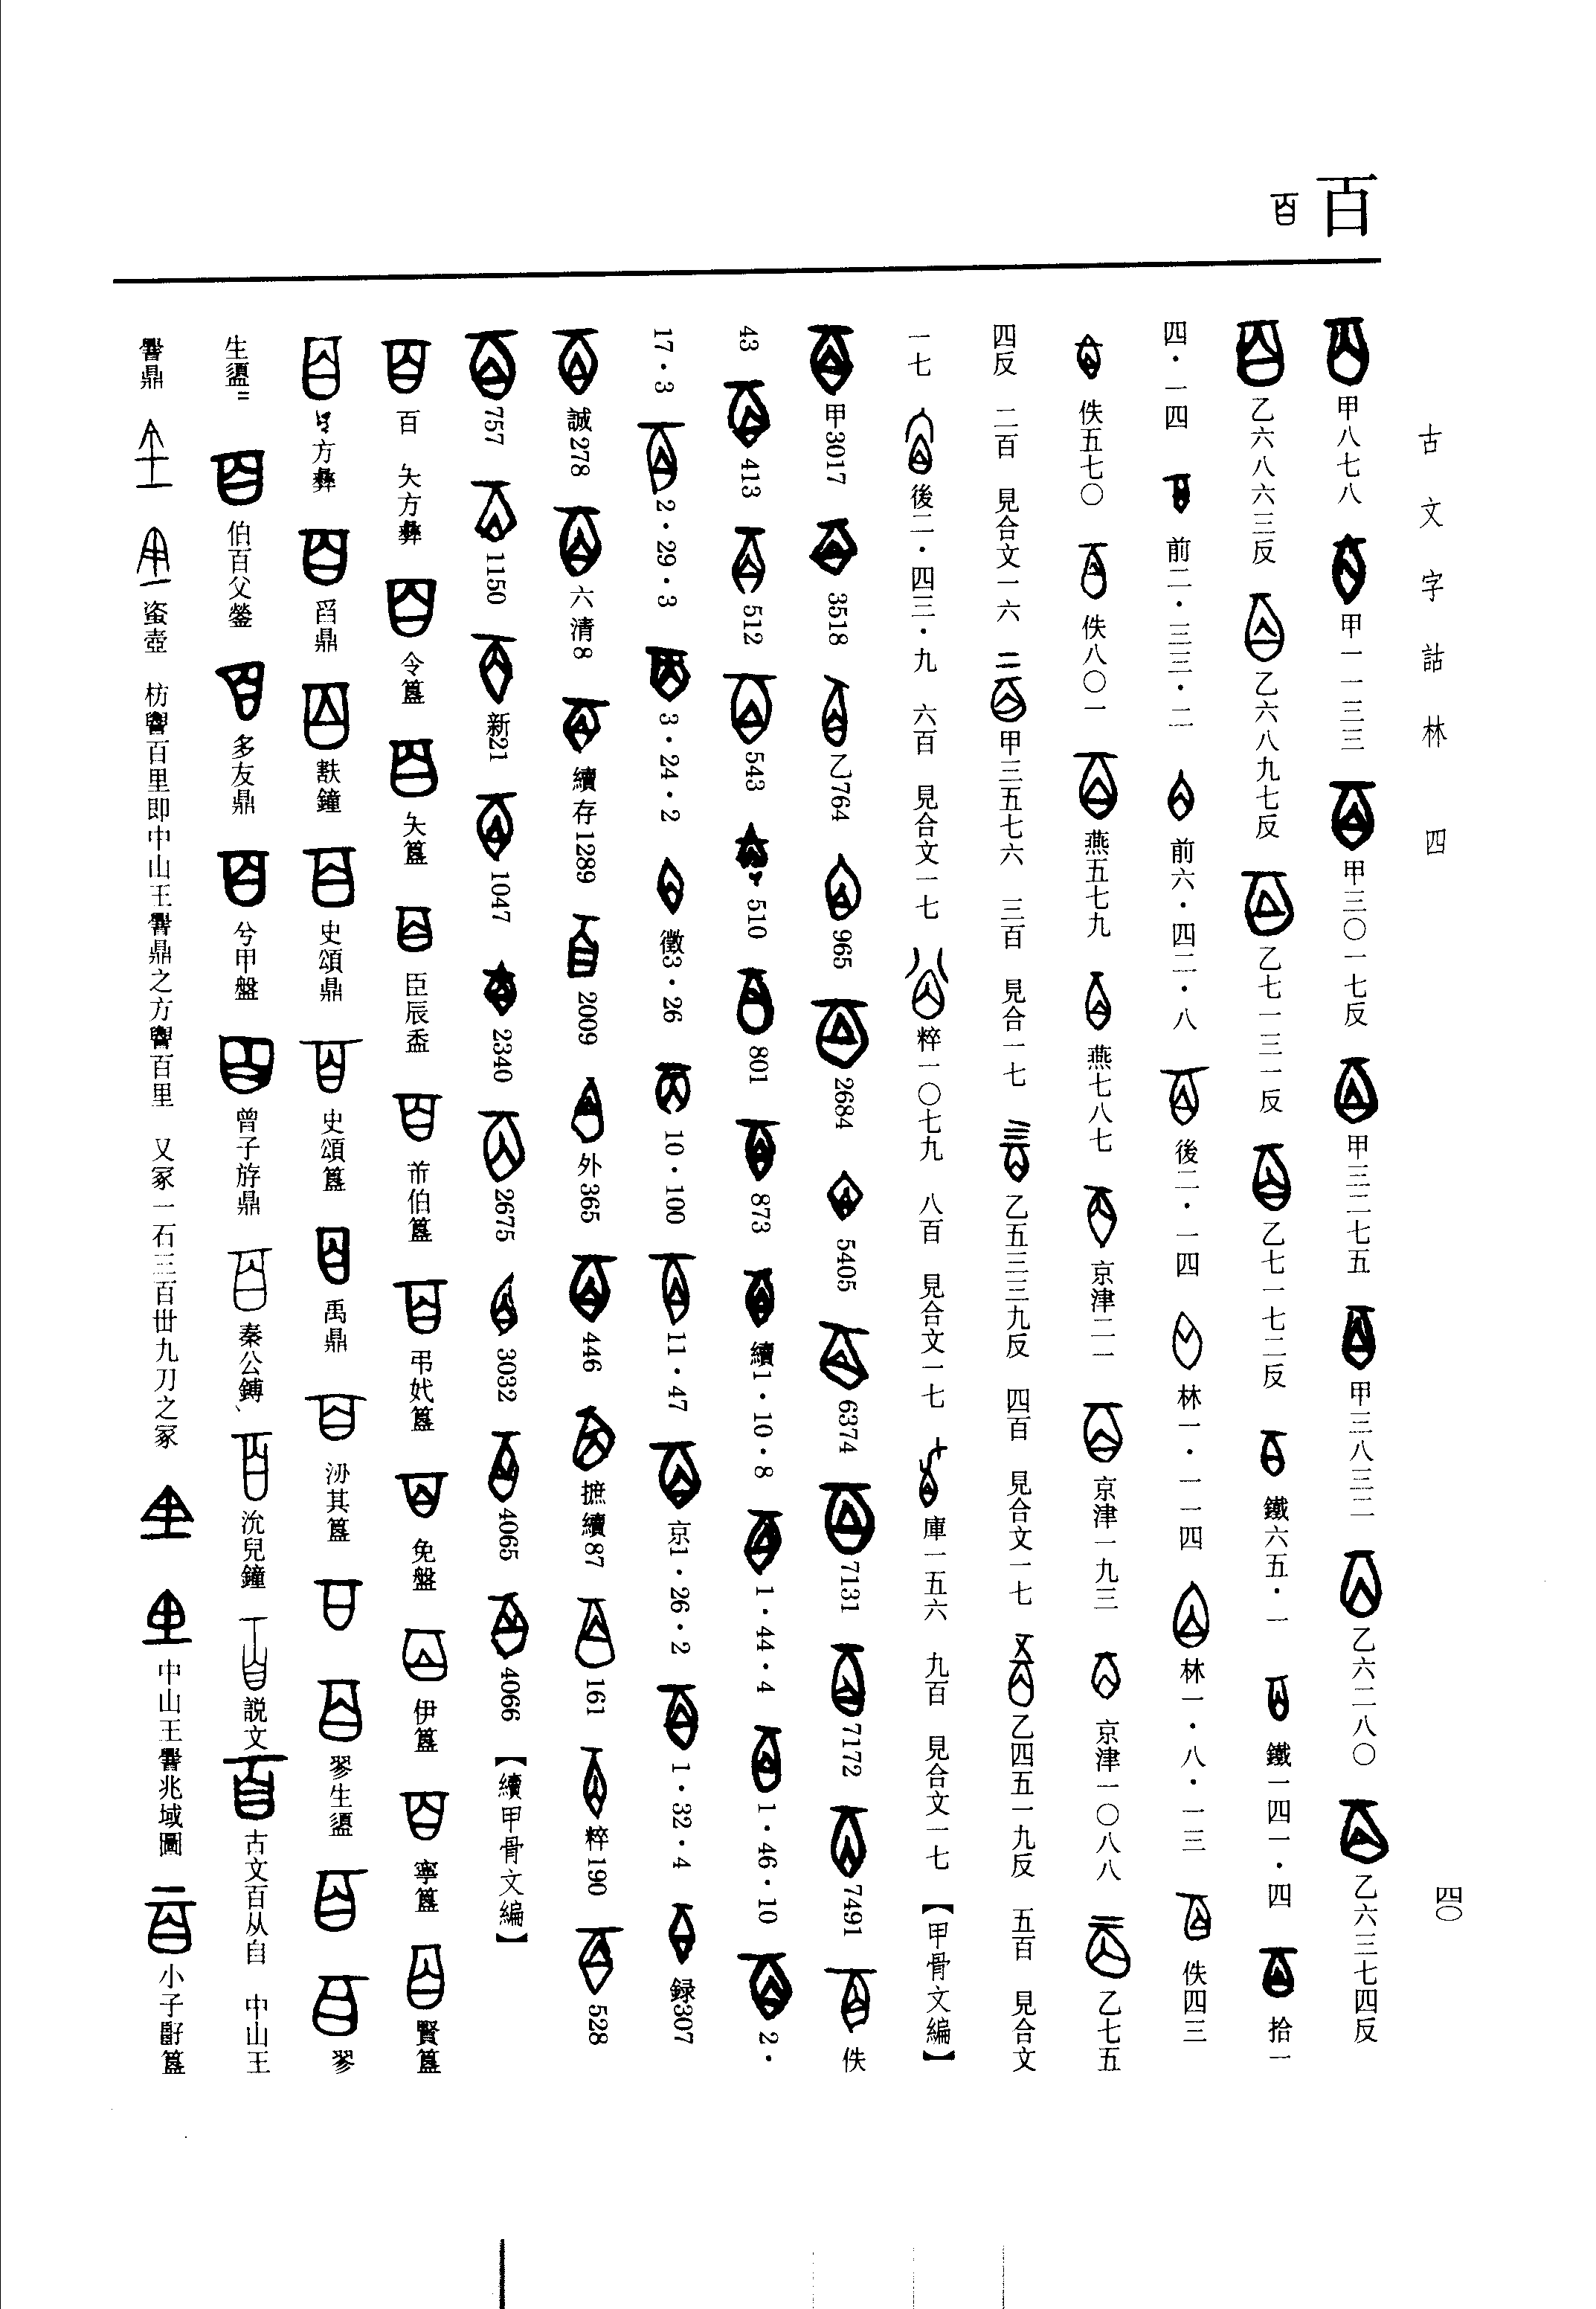 古文字詁林 四
四〇
百 百
甲八七八 甲一一三三 甲三〇一七反 甲三二七五 甲三八三二 乙六二八〇 乙六三七四反
乙六八六三反 乙六八九七反 乙七一三一反 乙七一七二反 鐵六五・一 鐵一四一・四 拾一
四・一四 前二・三三・二 前六・四二・八 後二・一四 林一・一一四 林一・八・一三 佚四三
佚五七〇 佚八〇一 燕五七九 燕七八七 京津二一 京津一九三 京津一〇八八 乙七五
四反 二百 見合文一六 甲三五七六 三百 見合一七 乙五三三九反 四百 見合文一七 乙四五一九反 五百 見合文
一七 後二・四三・九 六百 見合文一七 粹一〇七九 八百 見合文一七 庫一五六 九百 見合文一七 【甲骨文編】
甲3017 3518 乙764 965 2684 5405 6374 7131 7172 7491 佚
43 413 512 543 510 801 873 續1・10・8 1・44・4 1・46・10 2・
17・3 2・29・3 3・24・2 徵3・26 10・100 11・47 京1・26・2 1・32・4 録307
誠278 六清8 續存1289 2009 外365 446 摭續87 161 粹190 528
757 1150 新21 1047 2340 2675 3032 4065 4066 【續甲骨文編】
百 夨方彝 令簋 夨簋 臣辰盉 伯簋 弔簋 免盤 伊簋 寧簋 賢簋
方彝 舀鼎 㝬鐘 史頌鼎 史頌簋 禹鼎 其簋 翏生盨 翏
生盨二 伯百父鎣 多友鼎 兮甲盤 曾子斿鼎 秦公鎛 沇兒鐘 説文 古文百从自 中山王
鼎 𧊒壺 枋百里即中山王鼎之方百里 又冢一石三百卌九刀之冢 中山王兆域圖 小子簋